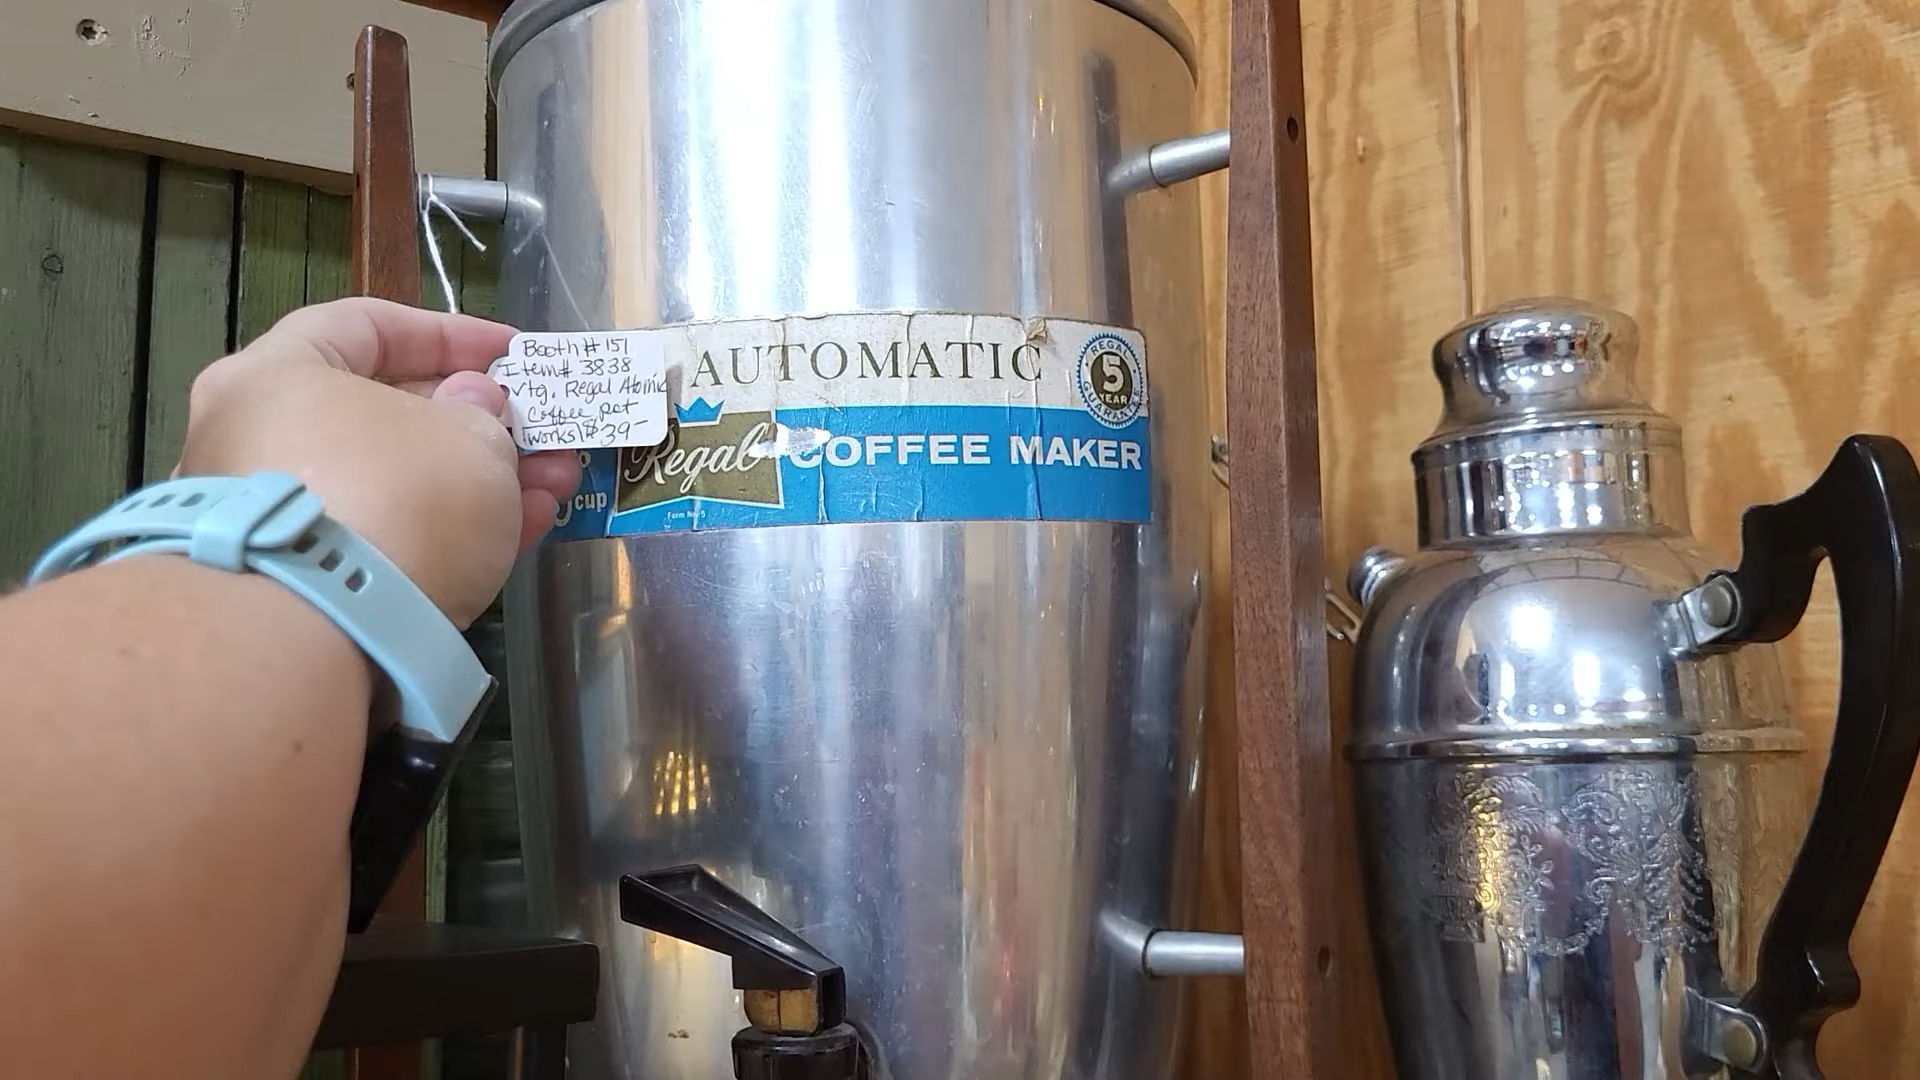 Booth # 151
Item# 3838
Vtg. Regal Atomic
Coffee pot
works $39-
AUTOMATIC
REGAL
5
YEAR
GUARANTEE
Regal COFFEE MAKER
cup